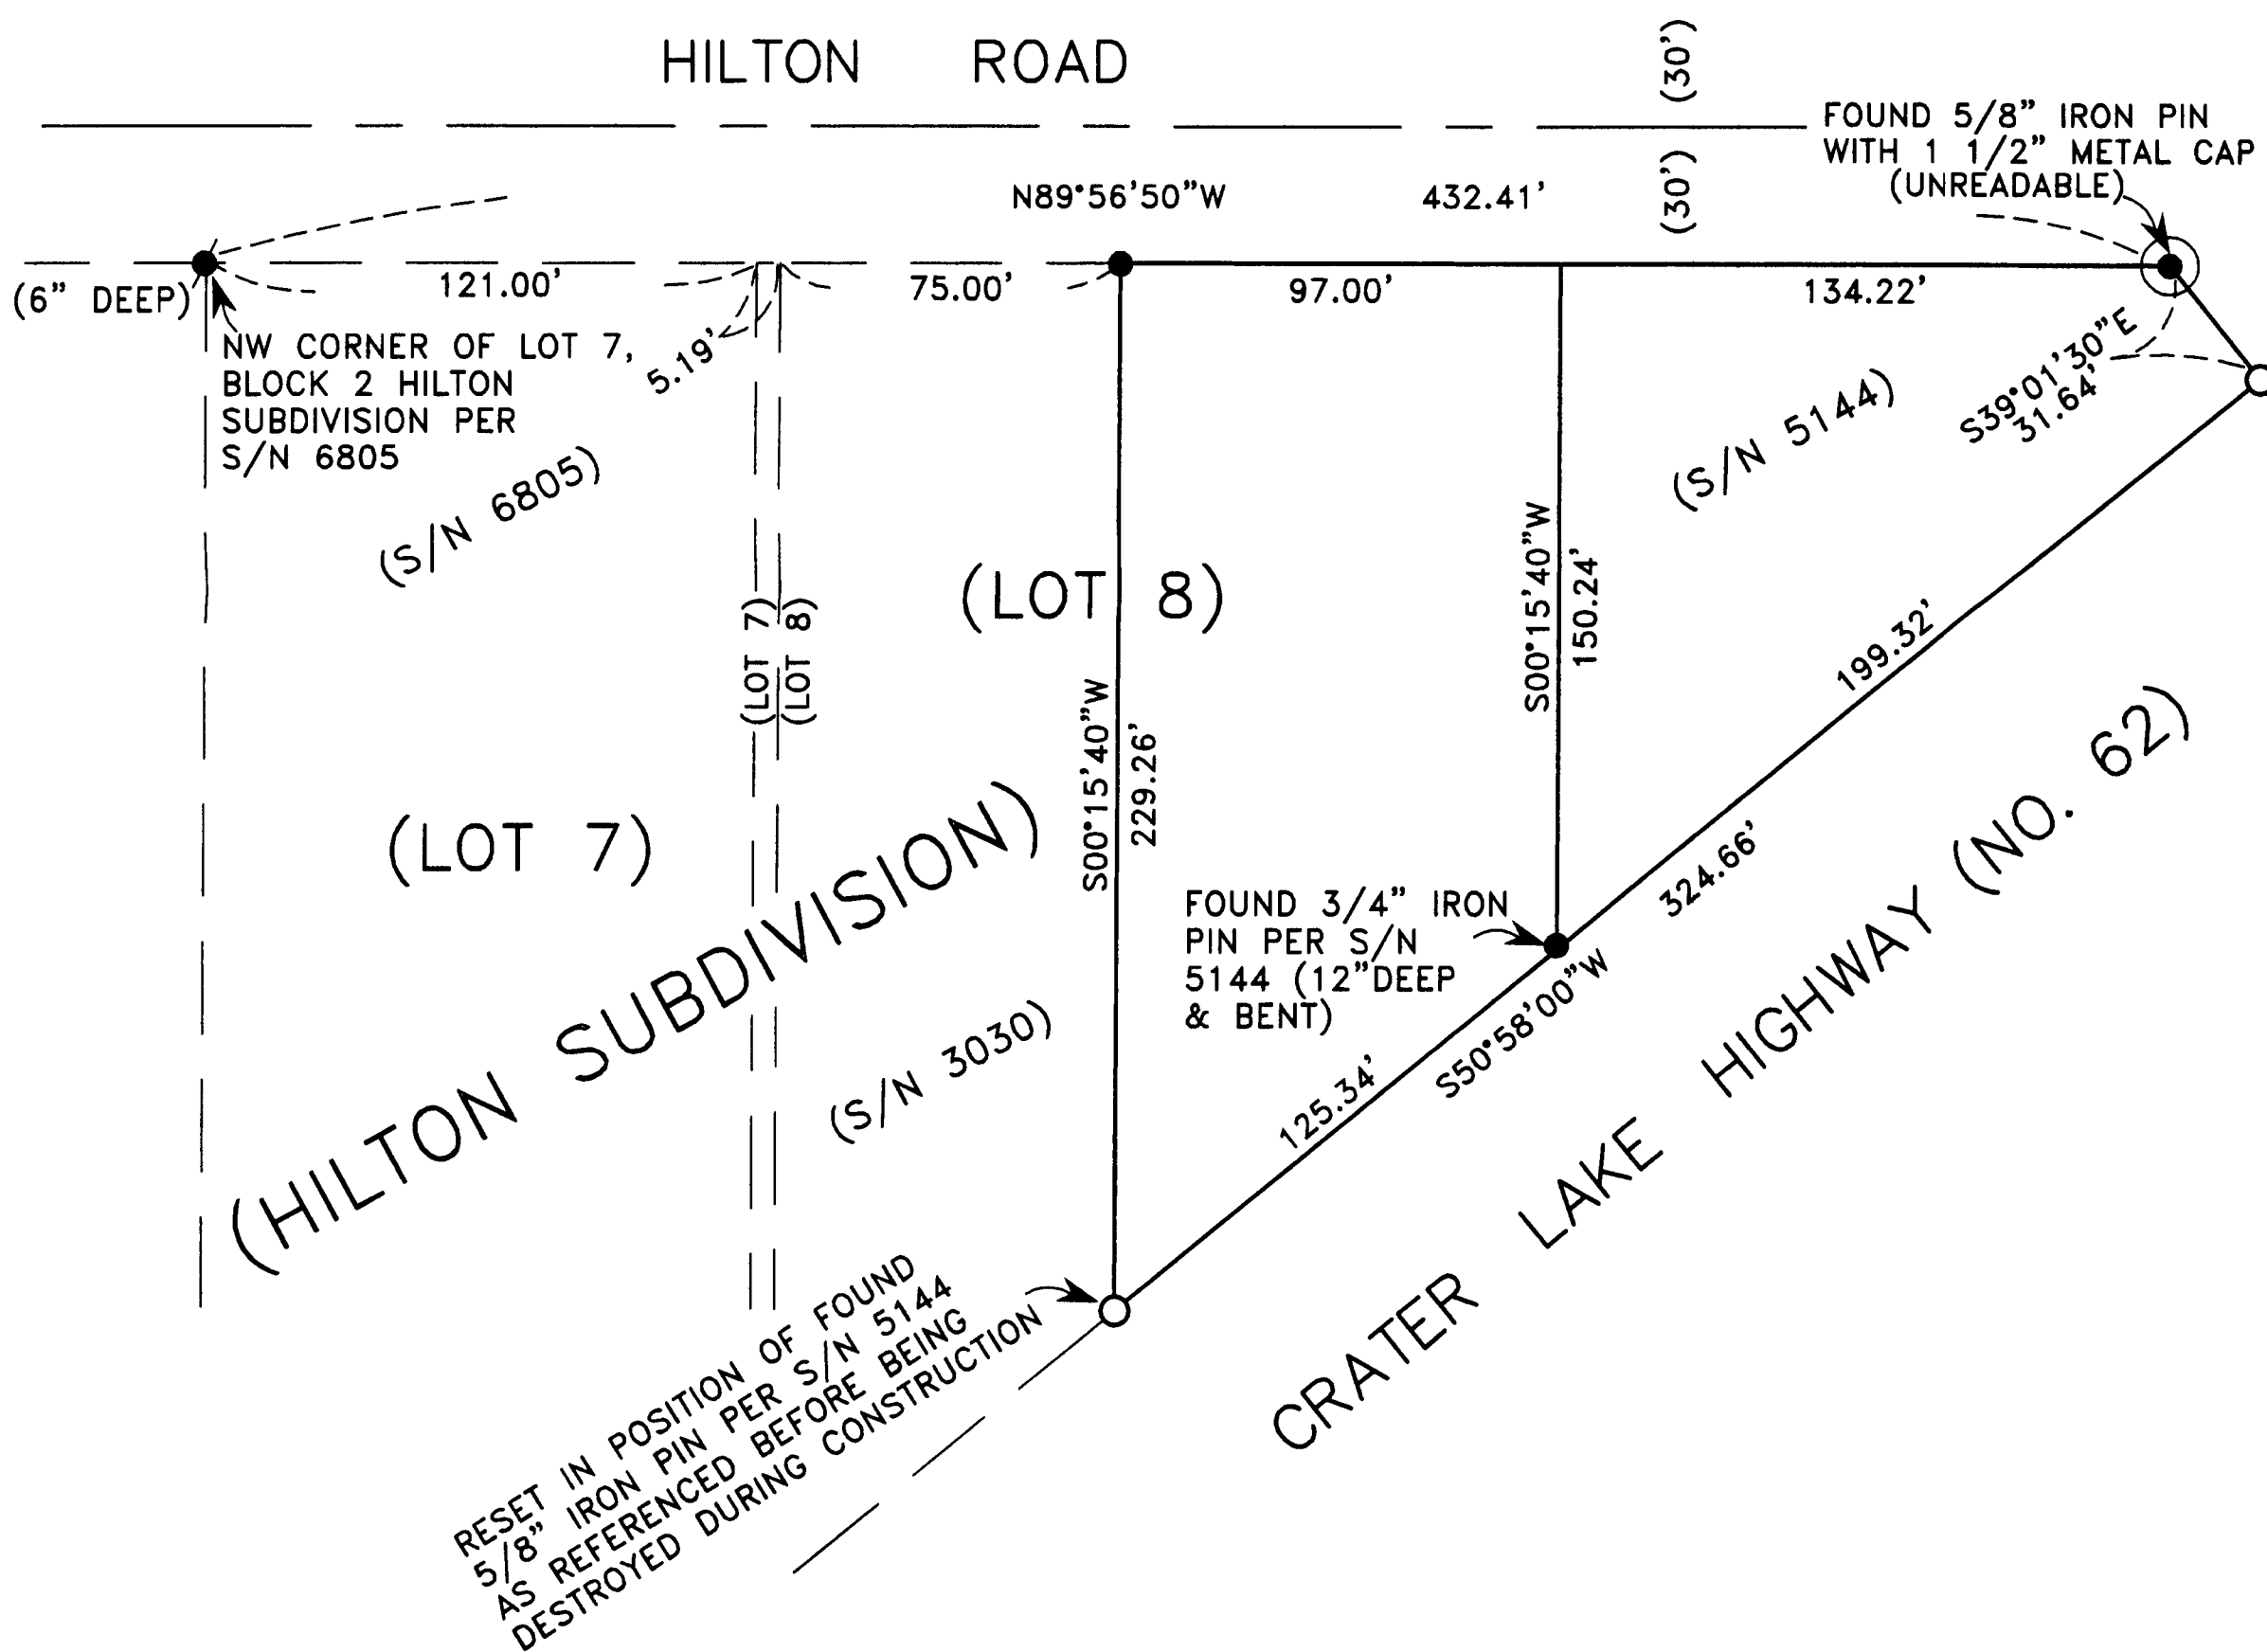 HILTON ROAD
(30')
FOUND 5/8" IRON PIN
WITH 1 1/2" METAL CAP
(UNREADABLE)
N89°56'50"W 432.41'
(30')
(6" DEEP)
121.00'
75.00'
97.00'
134.22'
NW CORNER OF LOT 7,
BLOCK 2 HILTON
SUBDIVISION PER
S/N 6805
5.19'
S39°01'30"E
31.64'
(S/N 6805)
(S/N 5144)
(LOT 7)
(LOT 8)
(LOT 8)
S00°15'40"W
150.24'
199.32'
S00°15'40"W
229.26'
(LOT 7)
(HILTON SUBDIVISION)
324.66'
FOUND 3/4" IRON
PIN PER S/N
5144 (12"DEEP
& BENT)
S50°58'00"W
125.34'
(S/N 3030)
CRATER LAKE HIGHWAY (NO. 62)
RESET IN POSITION OF FOUND
5/8" IRON PIN PER S/N 5144
AS REFERENCED BEFORE BEING
DESTROYED DURING CONSTRUCTION